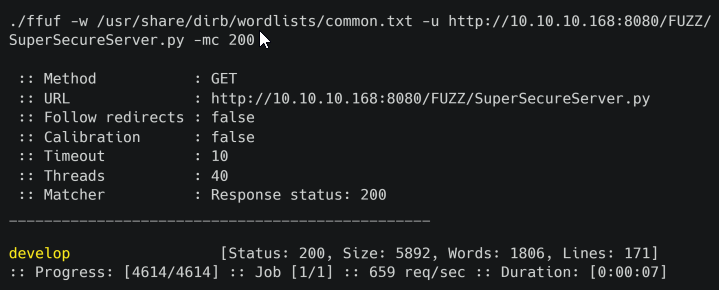 ./ffuf -w /usr/share/dirb/wordlists/common.txt -u http://10.10.10.168:8080/FUZZ/
SuperSecureServer.py -mc 200
:: Method : GET
:: URL : http://10.10.10.168:8080/FUZZ/SuperSecureServer.py
:: Follow redirects : false
:: Calibration : false
:: Timeout : 10
:: Threads : 40
:: Matcher : Response status: 200
________________________________________________
develop [Status: 200, Size: 5892, Words: 1806, Lines: 171]
:: Progress: [4614/4614] :: Job [1/1] :: 659 req/sec :: Duration: [0:00:07]